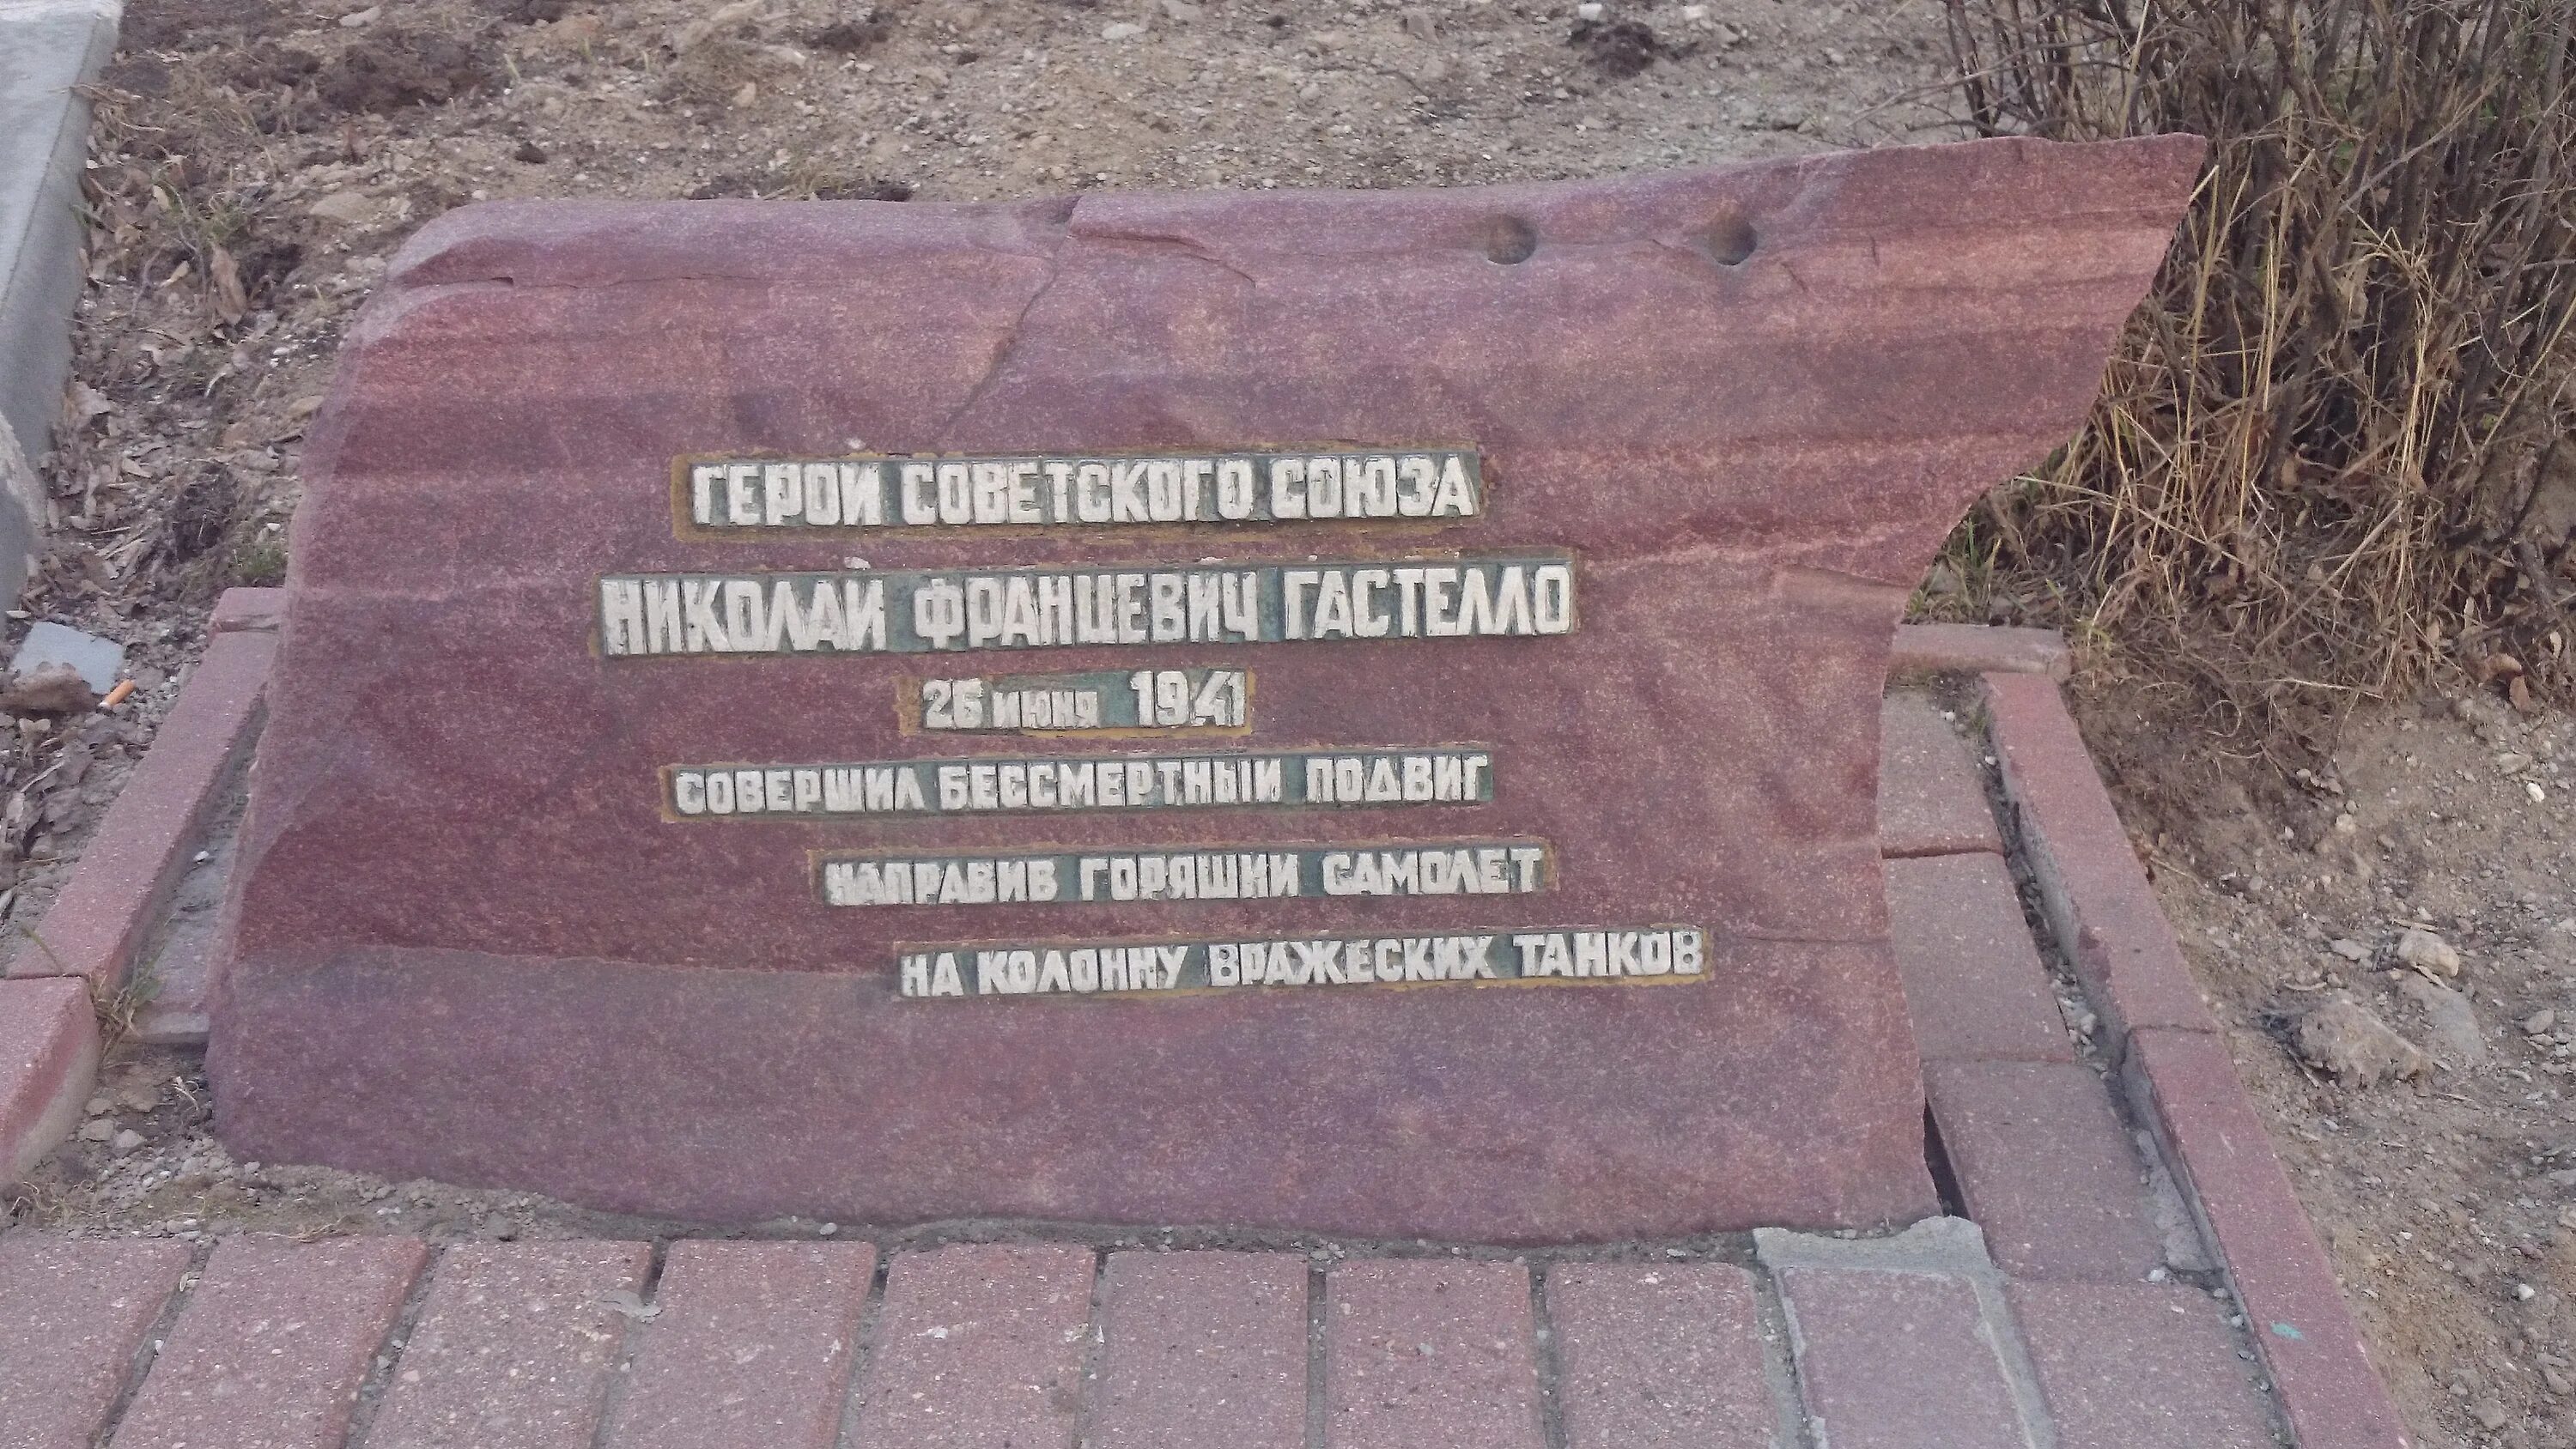 ГЕРОЙ СОВЕТСКОГО СОЮЗА
НИКОЛАЙ ФРАНЦЕВИЧ ГАСТЕЛЛО
26 июня 1941
СОВЕРШИЛ БЕССМЕРТНЫЙ ПОДВИГ
НАПРАВИВ ГОРЯЩИЙ САМОЛЕТ
НА КОЛОННУ ВРАЖЕСКИХ ТАНКОВ